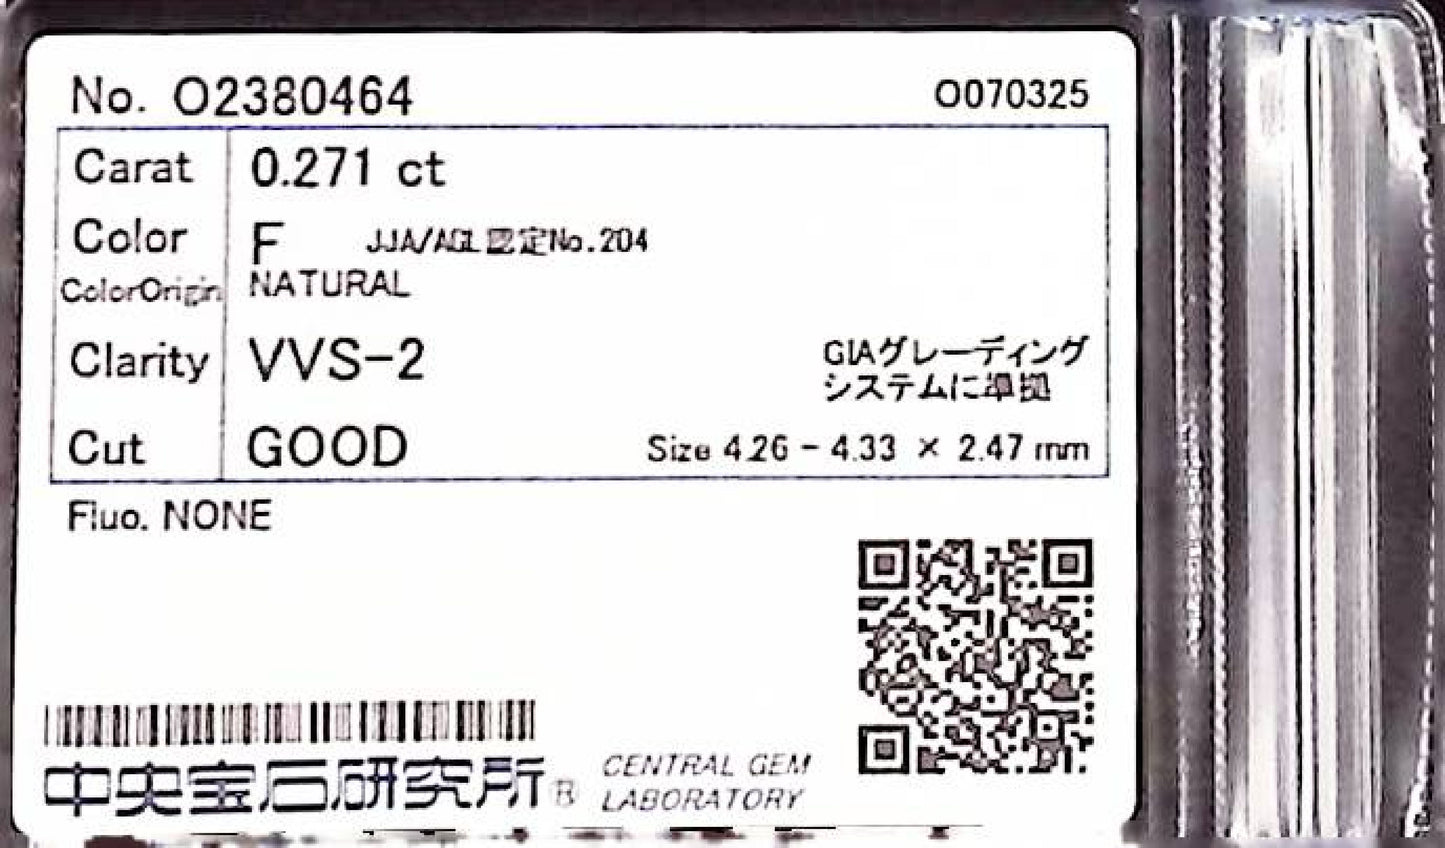 No. O2380464 O070325
Carat 0.271 ct
Color F JJA/AGL認定No.204
ColorOrigin NATURAL
Clarity VVS-2 GIAグレーディング
システムに準拠
Cut GOOD Size 4.26 - 4.33 × 2.47 mm
Fluo. NONE
中央宝石研究所® CENTRAL GEM
LABORATORY